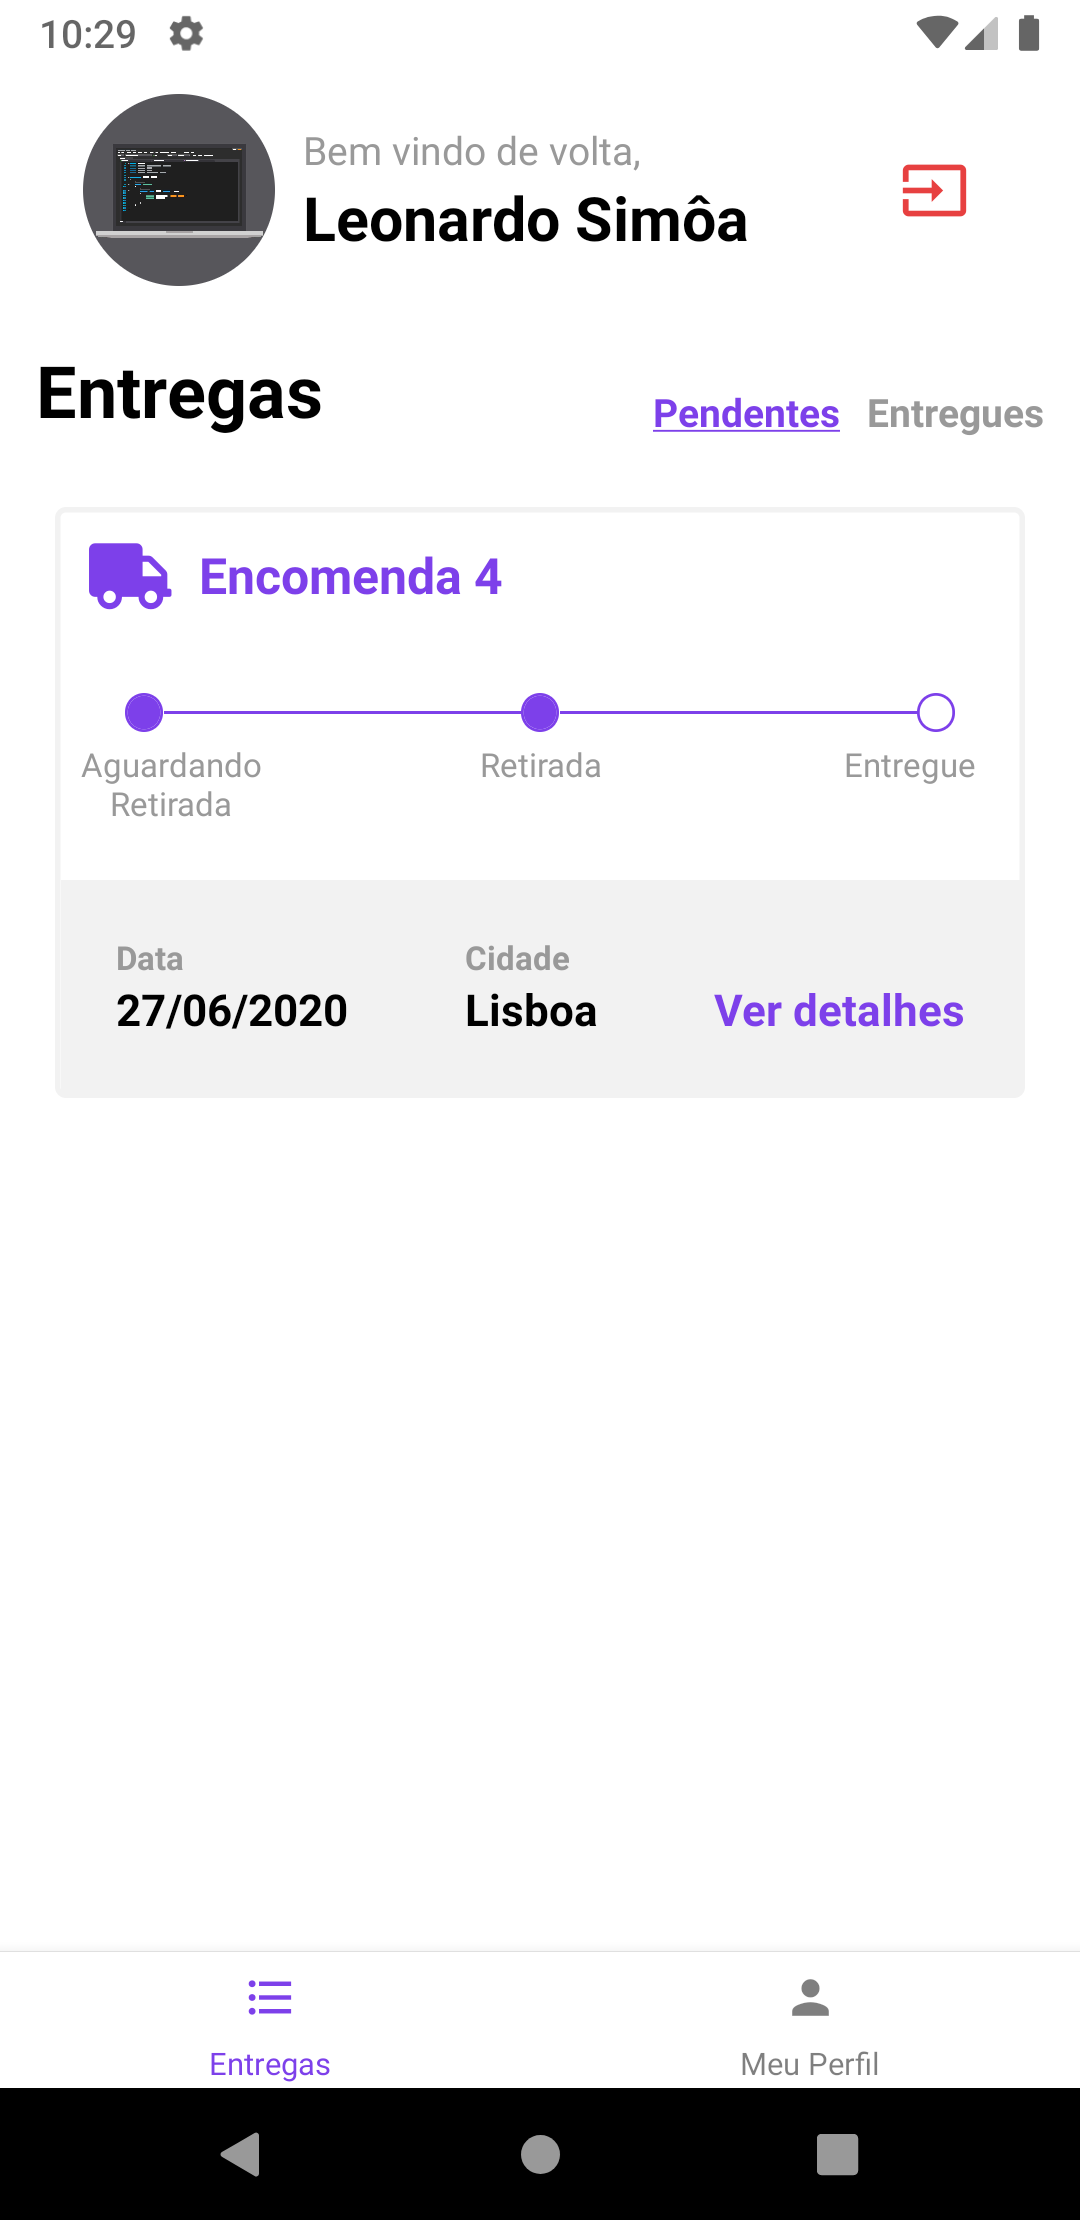 10:29
Bem vindo de volta,
Leonardo Simôa
Entregas
Pendentes Entregues
Encomenda 4
Aguardando Retirada Entregue
Retirada
Data Cidade
27/06/2020 Lisboa Ver detalhes
Entregas Meu Perfil